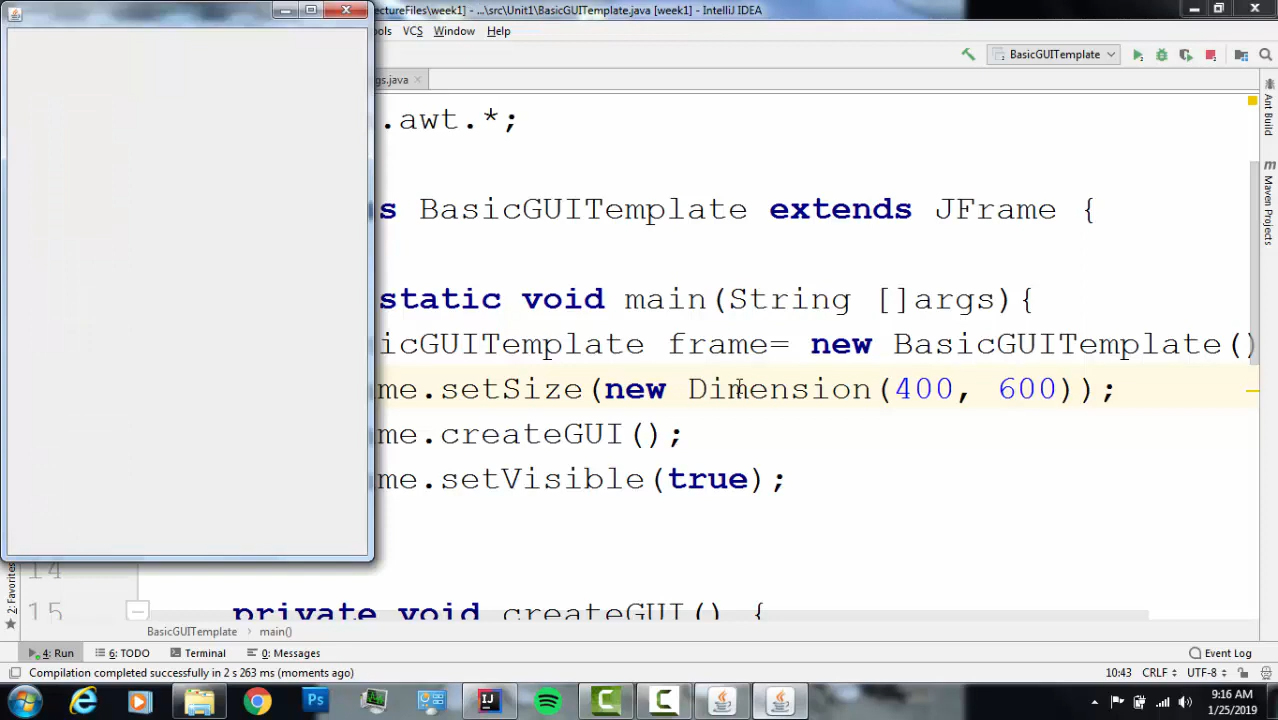 ectureFiles\week1] - ...\src\Unit1\BasicGUITemplate.java [week1] - IntelliJ IDEA
ols VCS Window Help
BasicGUITemplate
gs.java
.awt.*;
s BasicGUITemplate extends JFrame {
static void main(String []args){
icGUITemplate frame= new BasicGUITemplate()
me.setSize(new Dimension(400, 600));
me.createGUI();
me.setVisible(true);
14
15 private void createGUI() {
Ant Build
Maven Projects
2: Favorites
BasicGUITemplate main()
4: Run 6: TODO Terminal 0: Messages Event Log
Compilation completed successfully in 2 s 263 ms (moments ago) 10:43 CRLF UTF-8
9:16 AM
1/25/2019